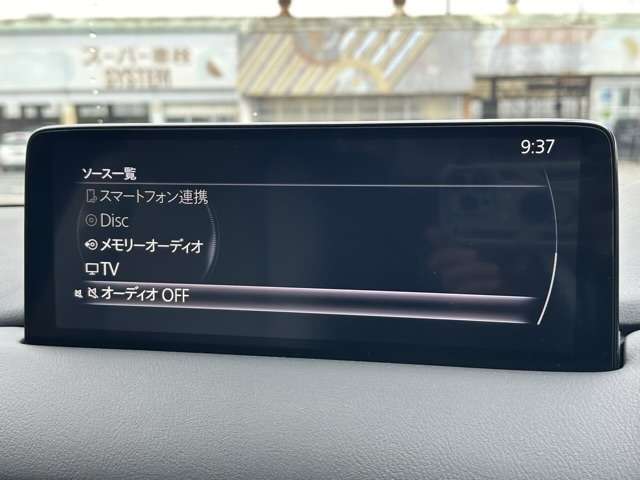 スーパー車検
SYSTEM
9:37
ソース一覧
スマートフォン連携
Disc
メモリーオーディオ
TV
オーディオ OFF